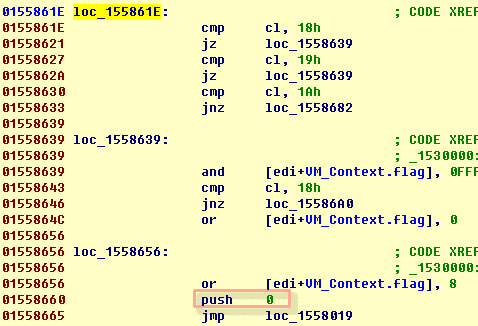 0155861E loc_155861E: ; CODE XREF
0155861E cmp cl, 18h
01558621 jz loc_1558639
01558627 cmp cl, 19h
0155862A jz loc_1558639
01558630 cmp cl, 1Ah
01558633 jnz loc_1558682
01558639
01558639 loc_1558639: ; CODE XREF
01558639 ; _1530000:
01558639 and [edi+VM_Context.flag], 0FFF
01558643 cmp cl, 18h
01558646 jnz loc_15586A0
0155864C or [edi+VM_Context.flag], 0
01558656
01558656 loc_1558656: ; CODE XREF
01558656 ; _1530000:
01558656 or [edi+VM_Context.flag], 8
01558660 push 0
01558665 jmp loc_1558019